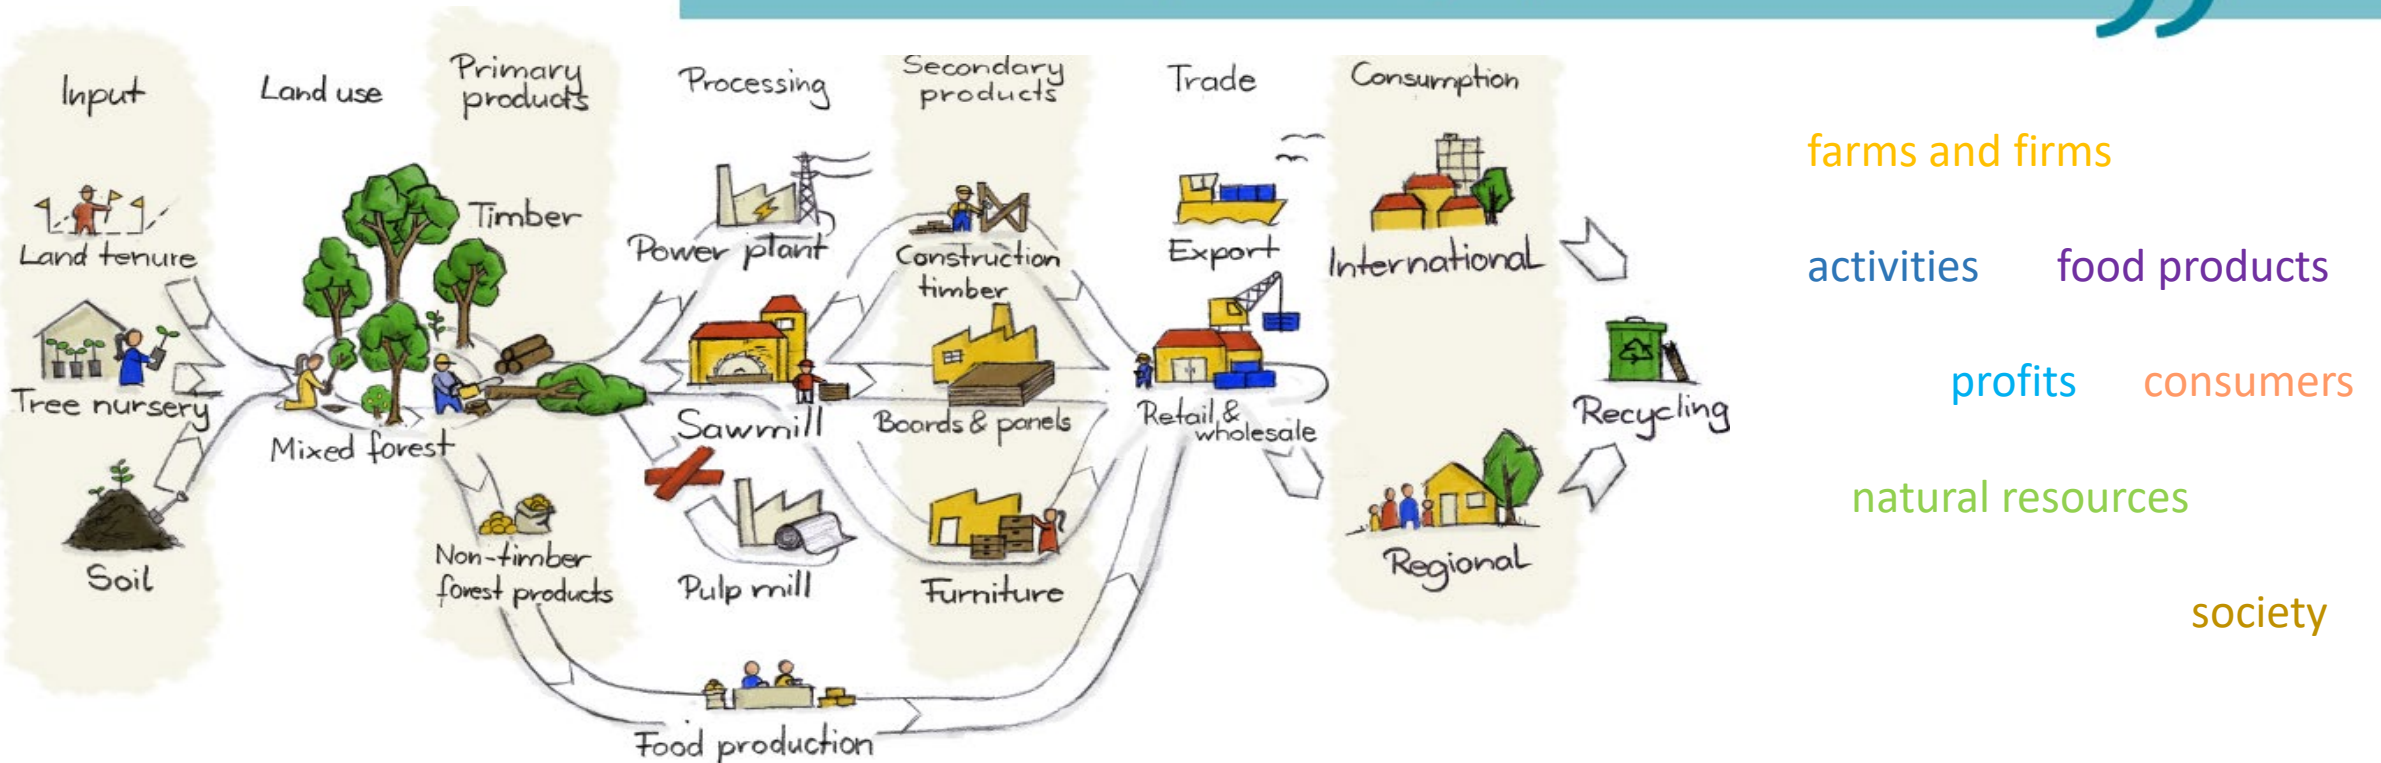 Input
Land use
Primary
products
Processing
Secondary
products
Trade
Consumption
Land tenure
Tree nursery
Soil
Mixed forest
Timber
Non-timber
forest products
Power plant
Sawmill
Pulp mill
Food production
Construction
timber
Boards & panels
Furniture
Export
Retail &
wholesale
International
Regional
Recycling
farms and firms
activities food products
profits consumers
natural resources
society